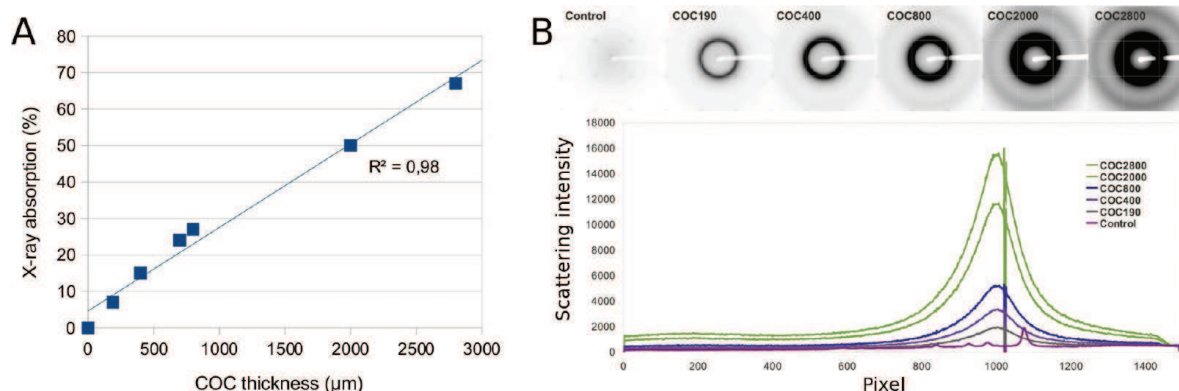 A
80
70
60
50
40
30
20
10
0
X-ray absorption (%)
R² = 0,98
0 500 1000 1500 2000 2500 3000
COC thickness (µm)
B
Control COC190 COC400 COC800 COC2000 COC2800
18000
16000
14000
12000
10000
8000
6000
4000
2000
0
Scattering intensity
COC2800
COC2000
COC800
COC400
COC190
Control
0 200 400 600 800 1000 1200 1400
Pixel